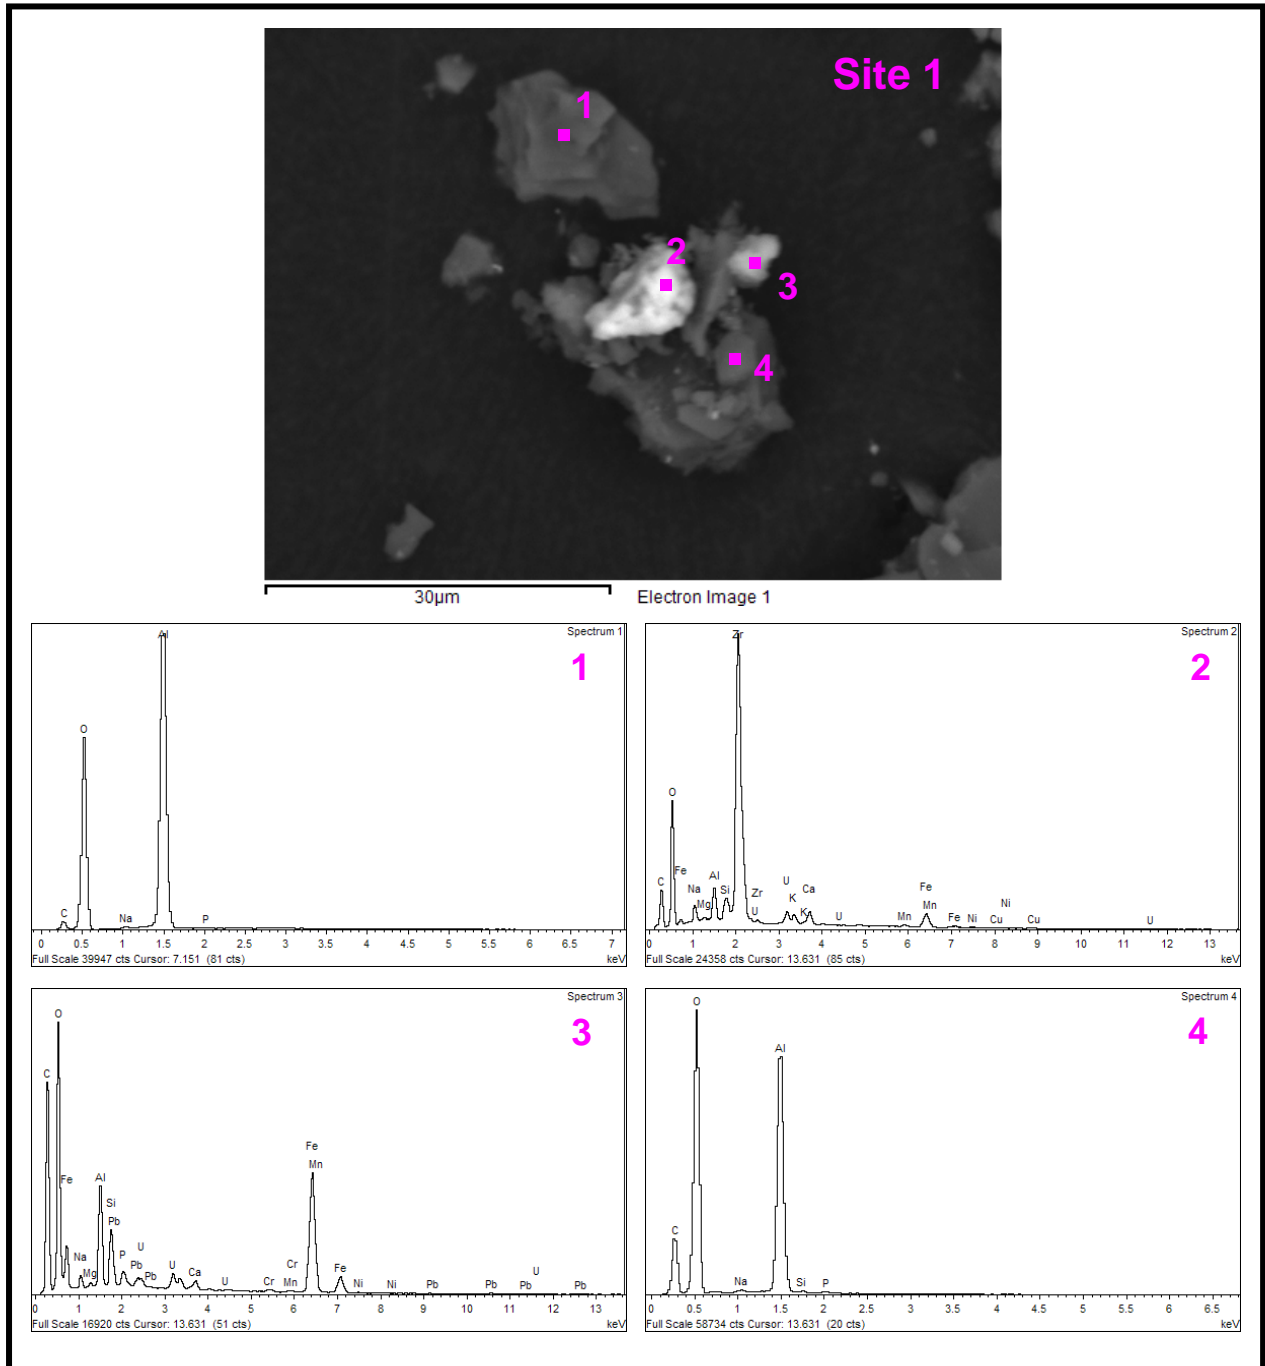 Site 1
1
2
3
4
30µm
Electron Image 1
Spectrum 1
1
Al
O
C
Na
P
0 0.5 1 1.5 2 2.5 3 3.5 4 4.5 5 5.5 6 6.5 7
Full Scale 39947 cts Cursor: 7.151 (81 cts)
keV
Spectrum 2
2
Zr
O
C
Fe
Na
Mg
Al
Si
Zr
U
U
K
K
Ca
U
Mn
Fe
Mn
Fe
Ni
Ni
Cu
Cu
U
0 1 2 3 4 5 6 7 8 9 10 11 12 13
Full Scale 24358 cts Cursor: 13.631 (85 cts)
keV
Spectrum 3
3
O
C
Fe
Na
Mg
Al
Si
Pb
P
Pb
U
Pb
U
Ca
U
Cr
Cr
Mn
Fe
Mn
Fe
Ni
Ni
Pb
Pb
U
Pb
Pb
0 1 2 3 4 5 6 7 8 9 10 11 12 13
Full Scale 16920 cts Cursor: 13.631 (51 cts)
keV
Spectrum 4
4
O
Al
C
Na
Si
P
0 0.5 1 1.5 2 2.5 3 3.5 4 4.5 5 5.5 6 6.5
Full Scale 58734 cts Cursor: 13.631 (20 cts)
keV